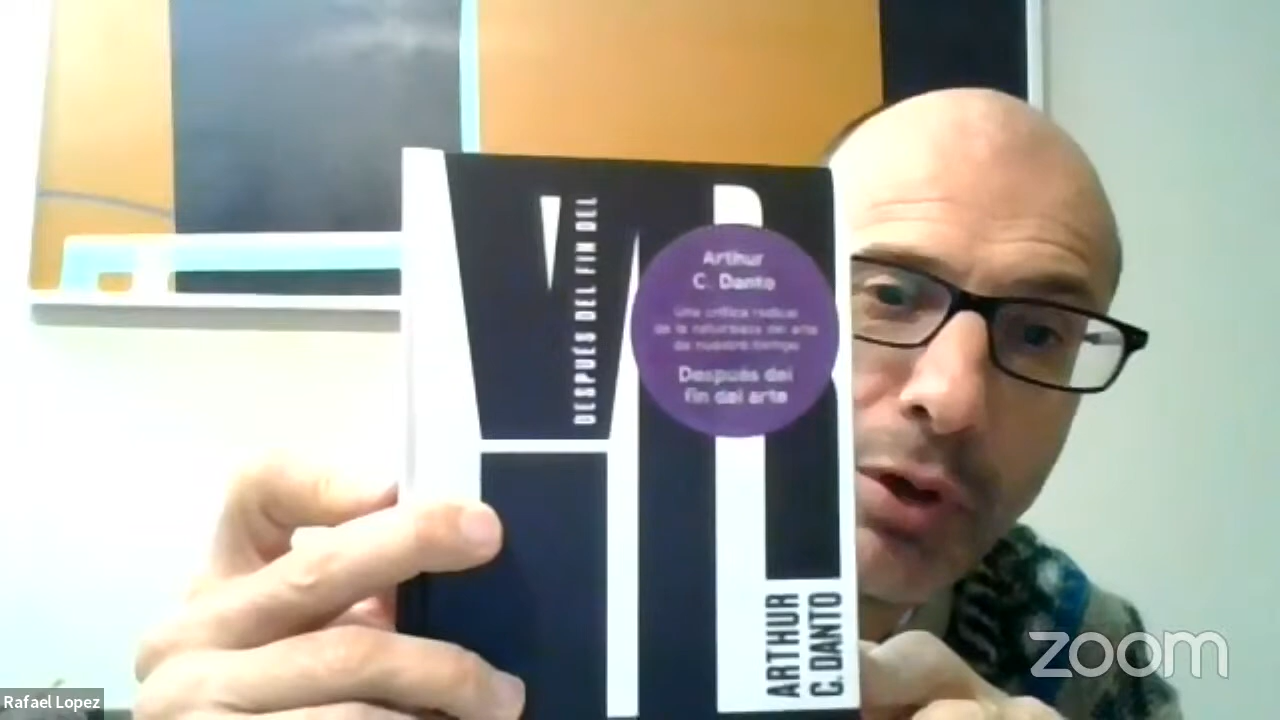 DESPUÉS DEL FIN DEL
Arthur
C. Danto
Una crítica radical
de la naturaleza del arte
de nuestro tiempo
Después del
fin del arte
ARTHUR
C. DANTO
Rafael Lopez
zoom